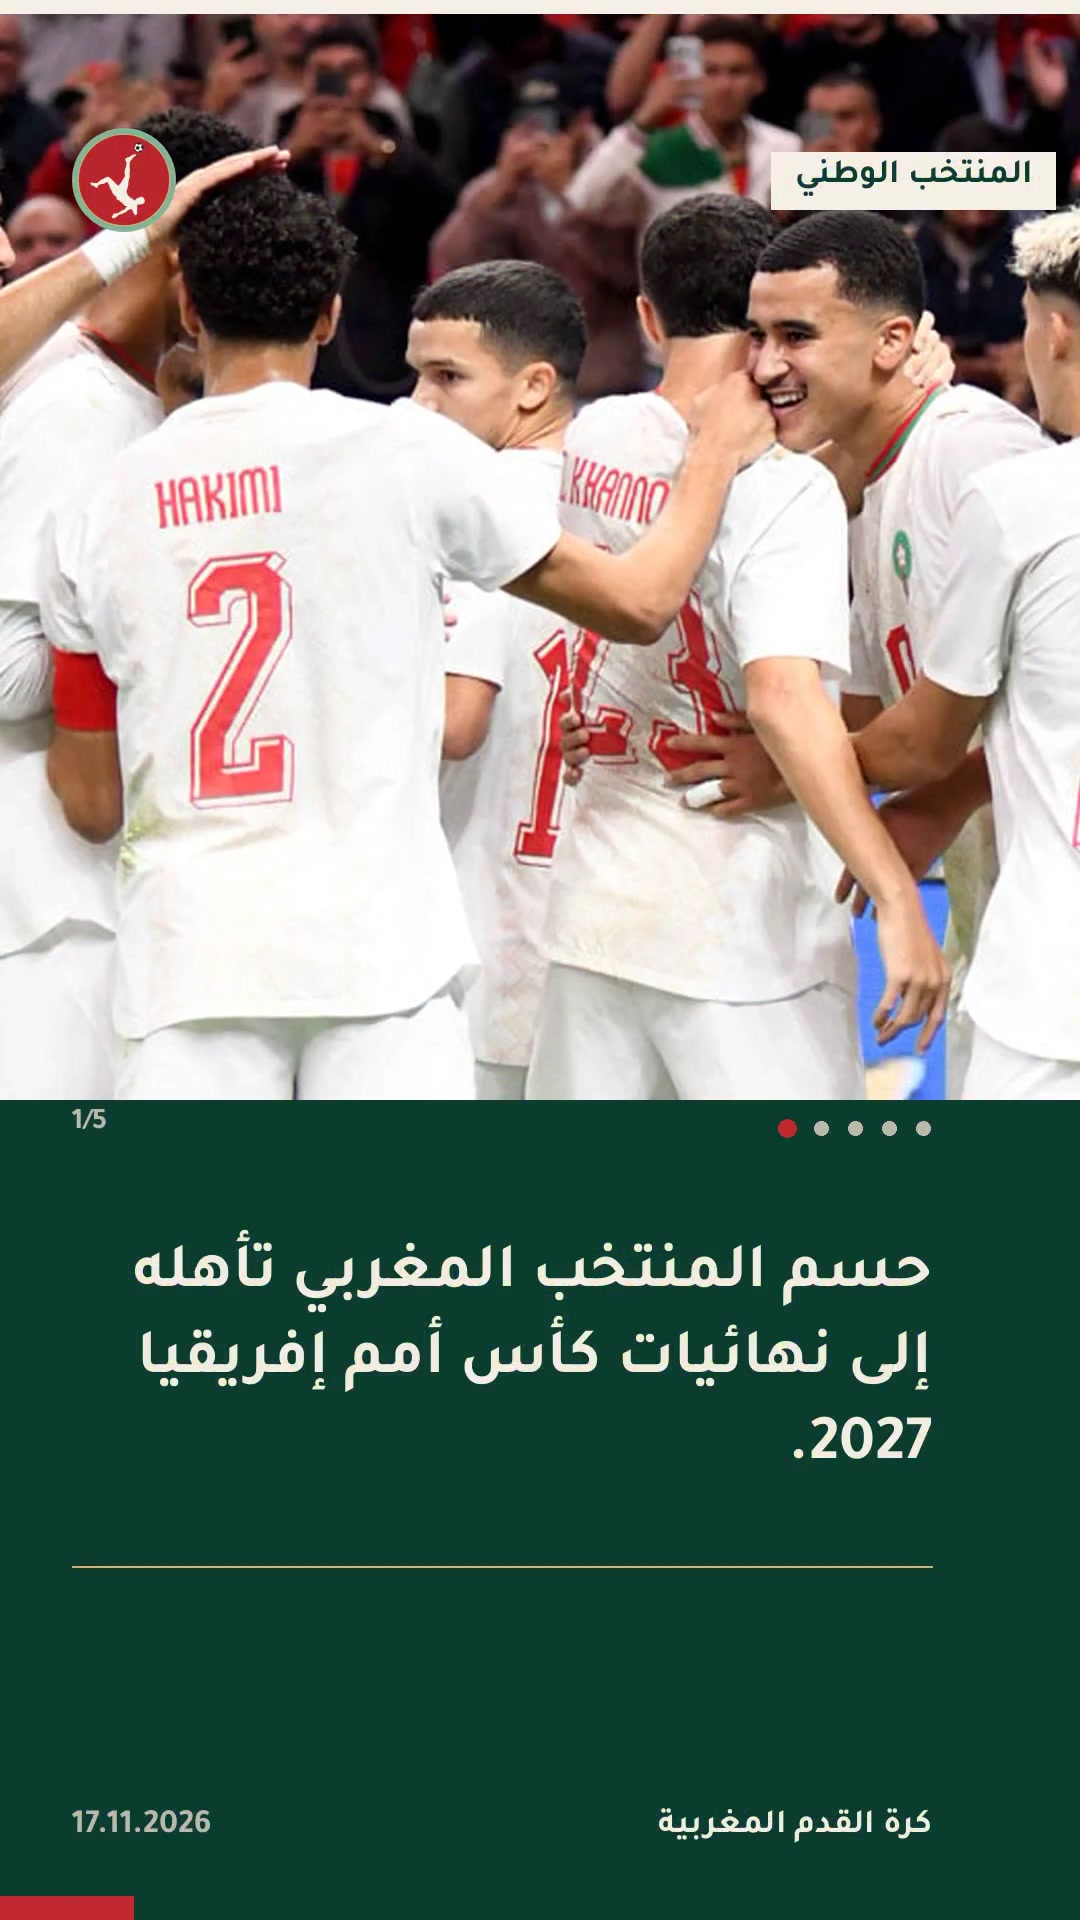 المنتخب الوطني
HAKIMI
2
KHANNO
1/5
حسم المنتخب المغربي تأهله
إلى نهائيات كأس أمم إفريقيا
2027.
كرة القدم المغربية
17.11.2026